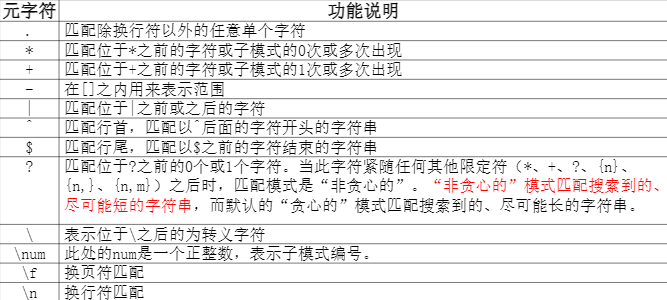 元字符 功能说明
. 匹配除换行符以外的任意单个字符
* 匹配位于*之前的字符或子模式的0次或多次出现
+ 匹配位于+之前的字符或子模式的1次或多次出现
- 在[]之内用来表示范围
| 匹配位于|之前或之后的字符
^ 匹配行首，匹配以^后面的字符开头的字符串
$ 匹配行尾，匹配以$之前的字符结束的字符串
? 匹配位于?之前的0个或1个字符。当此字符紧随任何其他限定符（*、+、?、{n}、
{n,}、{n,m}）之后时，匹配模式是“非贪心的”。“非贪心的”模式匹配搜索到的、
尽可能短的字符串，而默认的“贪心的”模式匹配搜索到的、尽可能长的字符串。
\ 表示位于\之后的为转义字符
\num 此处的num是一个正整数，表示子模式编号。
\f 换页符匹配
\n 换行符匹配